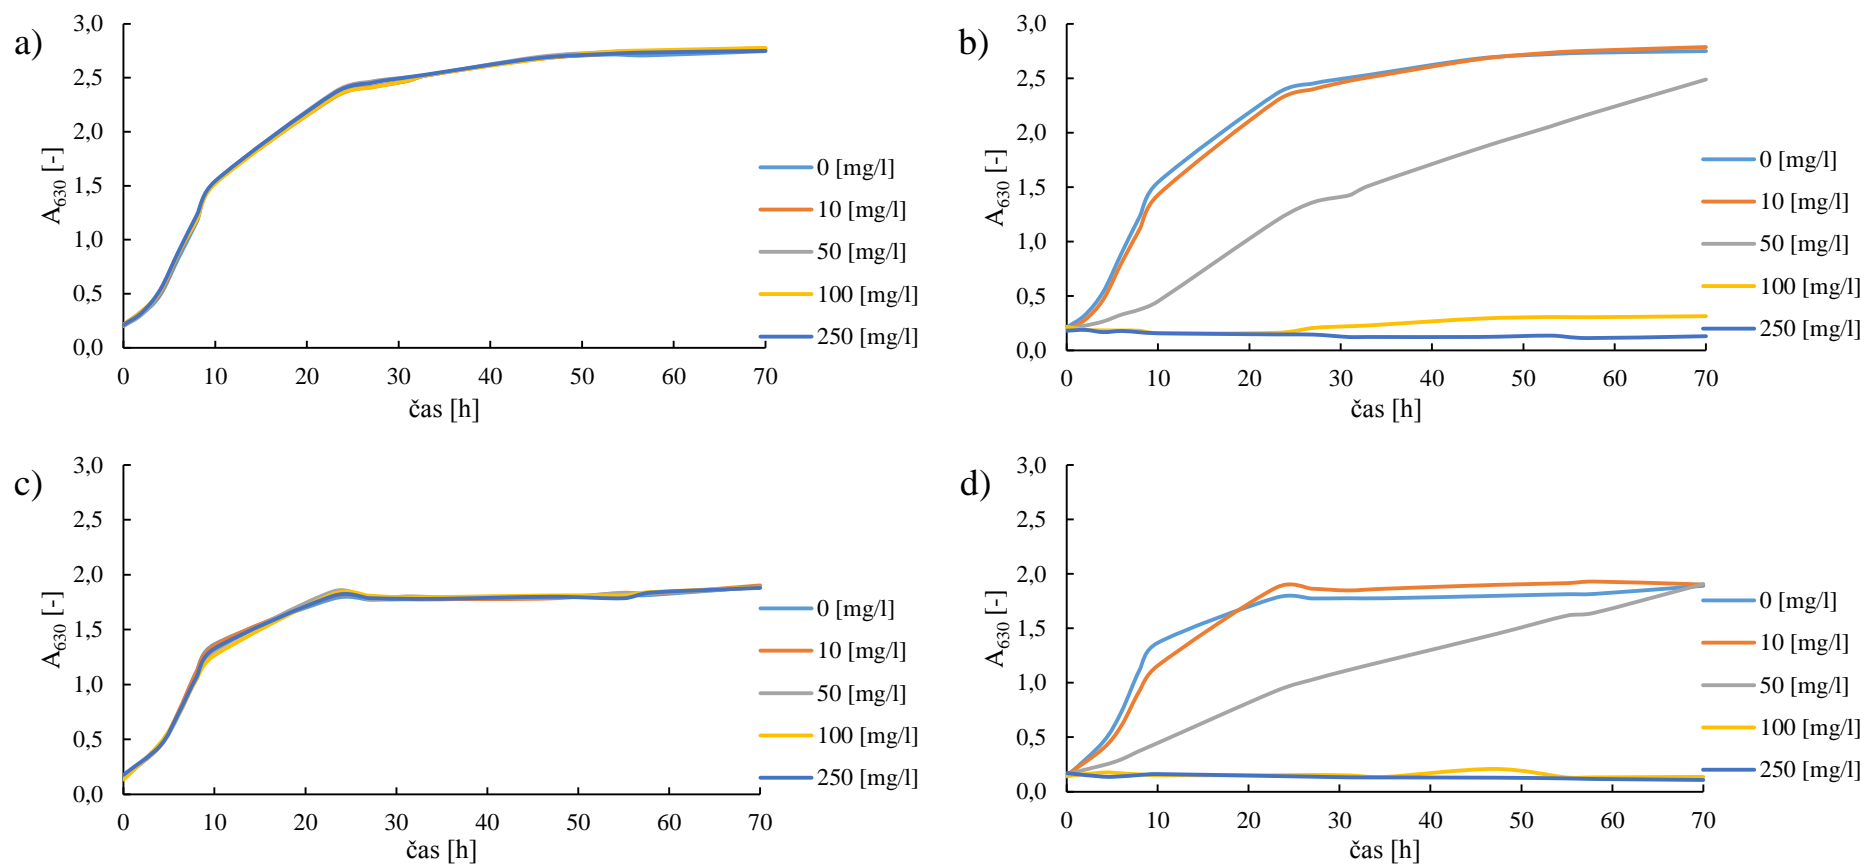 a)
3,0
2,5
2,0
1,5
1,0
0,5
0,0
A630 [-]
0 10 20 30 40 50 60 70
čas [h]
0 [mg/l]
10 [mg/l]
50 [mg/l]
100 [mg/l]
250 [mg/l]
b)
3,0
2,5
2,0
1,5
1,0
0,5
0,0
A630 [-]
0 10 20 30 40 50 60 70
čas [h]
0 [mg/l]
10 [mg/l]
50 [mg/l]
100 [mg/l]
250 [mg/l]
c)
3,0
2,5
2,0
1,5
1,0
0,5
0,0
A630 [-]
0 10 20 30 40 50 60 70
čas [h]
0 [mg/l]
10 [mg/l]
50 [mg/l]
100 [mg/l]
250 [mg/l]
d)
3,0
2,5
2,0
1,5
1,0
0,5
0,0
A630 [-]
0 10 20 30 40 50 60 70
čas [h]
0 [mg/l]
10 [mg/l]
50 [mg/l]
100 [mg/l]
250 [mg/l]